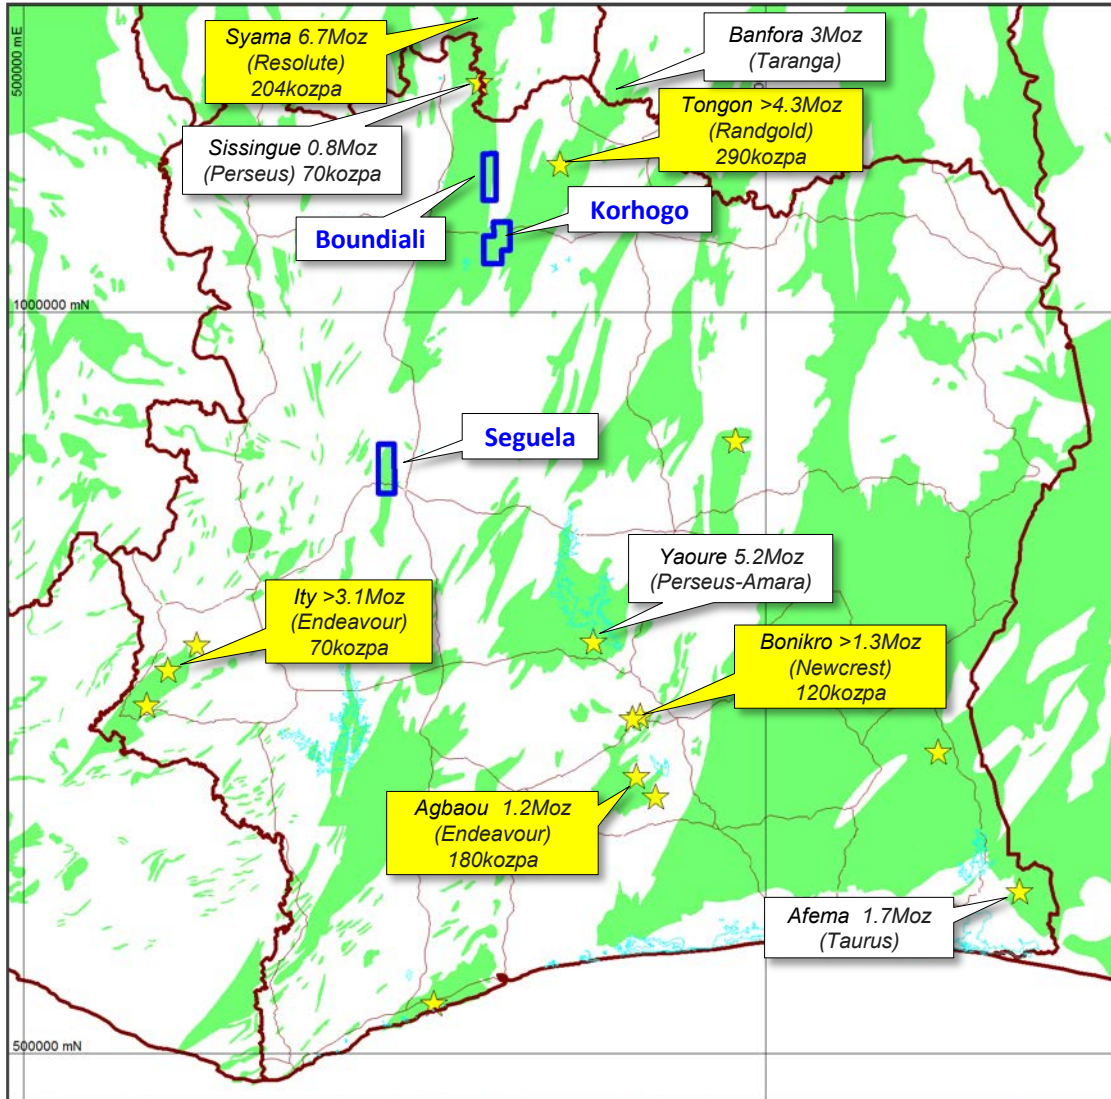 500000 mE
Syama 6.7Moz
(Resolute)
204kozpa
Banfora 3Moz
(Taranga)
Tongon >4.3Moz
(Randgold)
290kozpa
Sissingue 0.8Moz
(Perseus) 70kozpa
Korhogo
Boundiali
1000000 mN
Seguela
Yaoure 5.2Moz
(Perseus-Amara)
Ity >3.1Moz
(Endeavour)
70kozpa
Bonikro >1.3Moz
(Newcrest)
120kozpa
Agbaou 1.2Moz
(Endeavour)
180kozpa
Afema 1.7Moz
(Taurus)
500000 mN